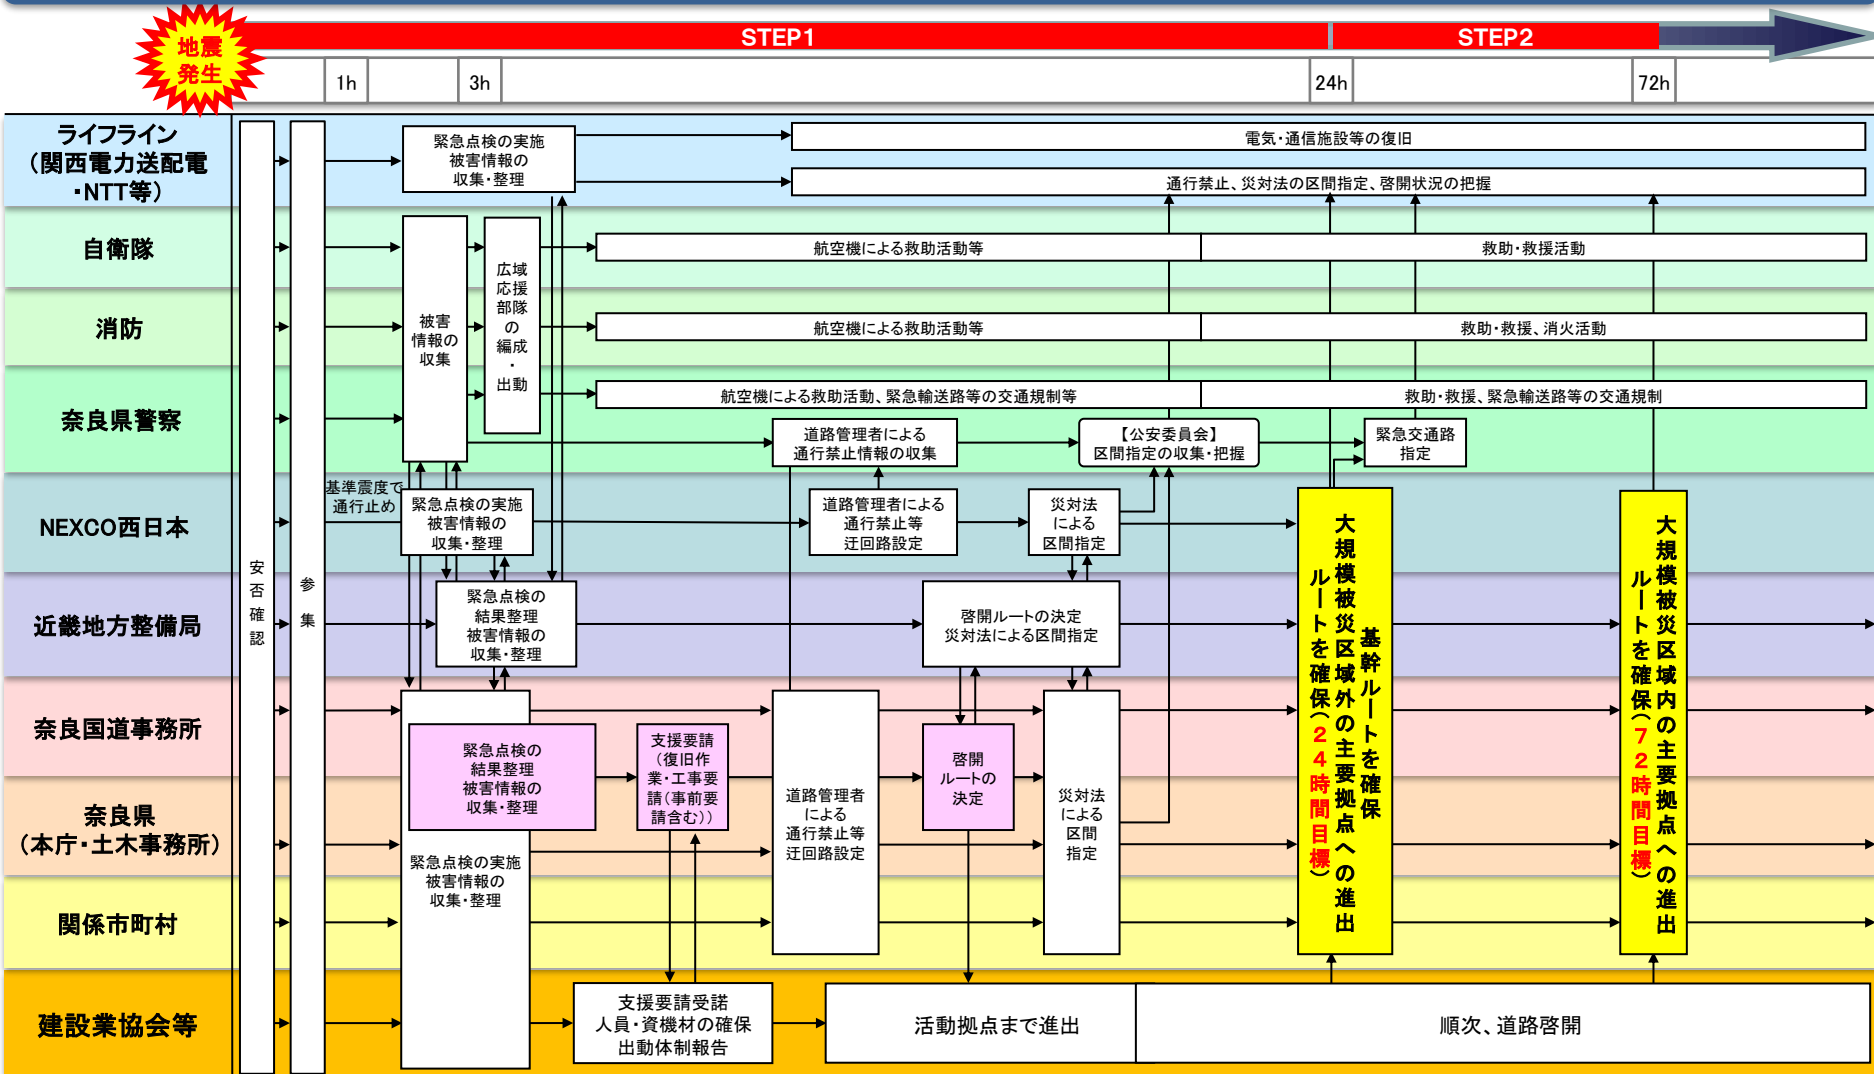 地震
発生
STEP1
STEP2
1h
3h
24h
72h
ライフライン
（関西電力送配電
・NTT等）
緊急点検の実施
被害情報の
収集・整理
電気・通信施設等の復旧
通行禁止、災対法の区間指定、啓開状況の把握
安否確認
参集
自衛隊
消防
奈良県警察
被害
情報の
収集
広域
応援
部隊
の
編成
・
出動
航空機による救助活動等
救助・救援活動
航空機による救助活動等
救助・救援、消火活動
航空機による救助活動、緊急輸送路等の交通規制等
救助・救援、緊急輸送路等の交通規制
道路管理者による
通行禁止情報の収集
【公安委員会】
区間指定の収集・把握
緊急交通路
指定
NEXCO西日本
基準震度で
通行止め
緊急点検の実施
被害情報の
収集・整理
道路管理者による
通行禁止等
迂回路設定
災対法
による
区間指定
近畿地方整備局
緊急点検の
結果整理
被害情報の
収集・整理
啓開ルートの決定
災対法による区間指定
基幹ルートを確保
大規模被災区域外の主要拠点への進出
ルートを確保（24時間目標）
大規模被災区域内の主要拠点への進出
ルートを確保（72時間目標）
奈良国道事務所
奈良県
（本庁・土木事務所）
関係市町村
緊急点検の
結果整理
被害情報の
収集・整理
支援要請
（復旧作
業・工事要
請（事前要
請含む））
緊急点検の実施
被害情報の
収集・整理
道路管理者
による
通行禁止等
迂回路設定
啓開
ルートの
決定
災対法
による
区間
指定
建設業協会等
支援要請受諾
人員・資機材の確保
出動体制報告
活動拠点まで進出
順次、道路啓開